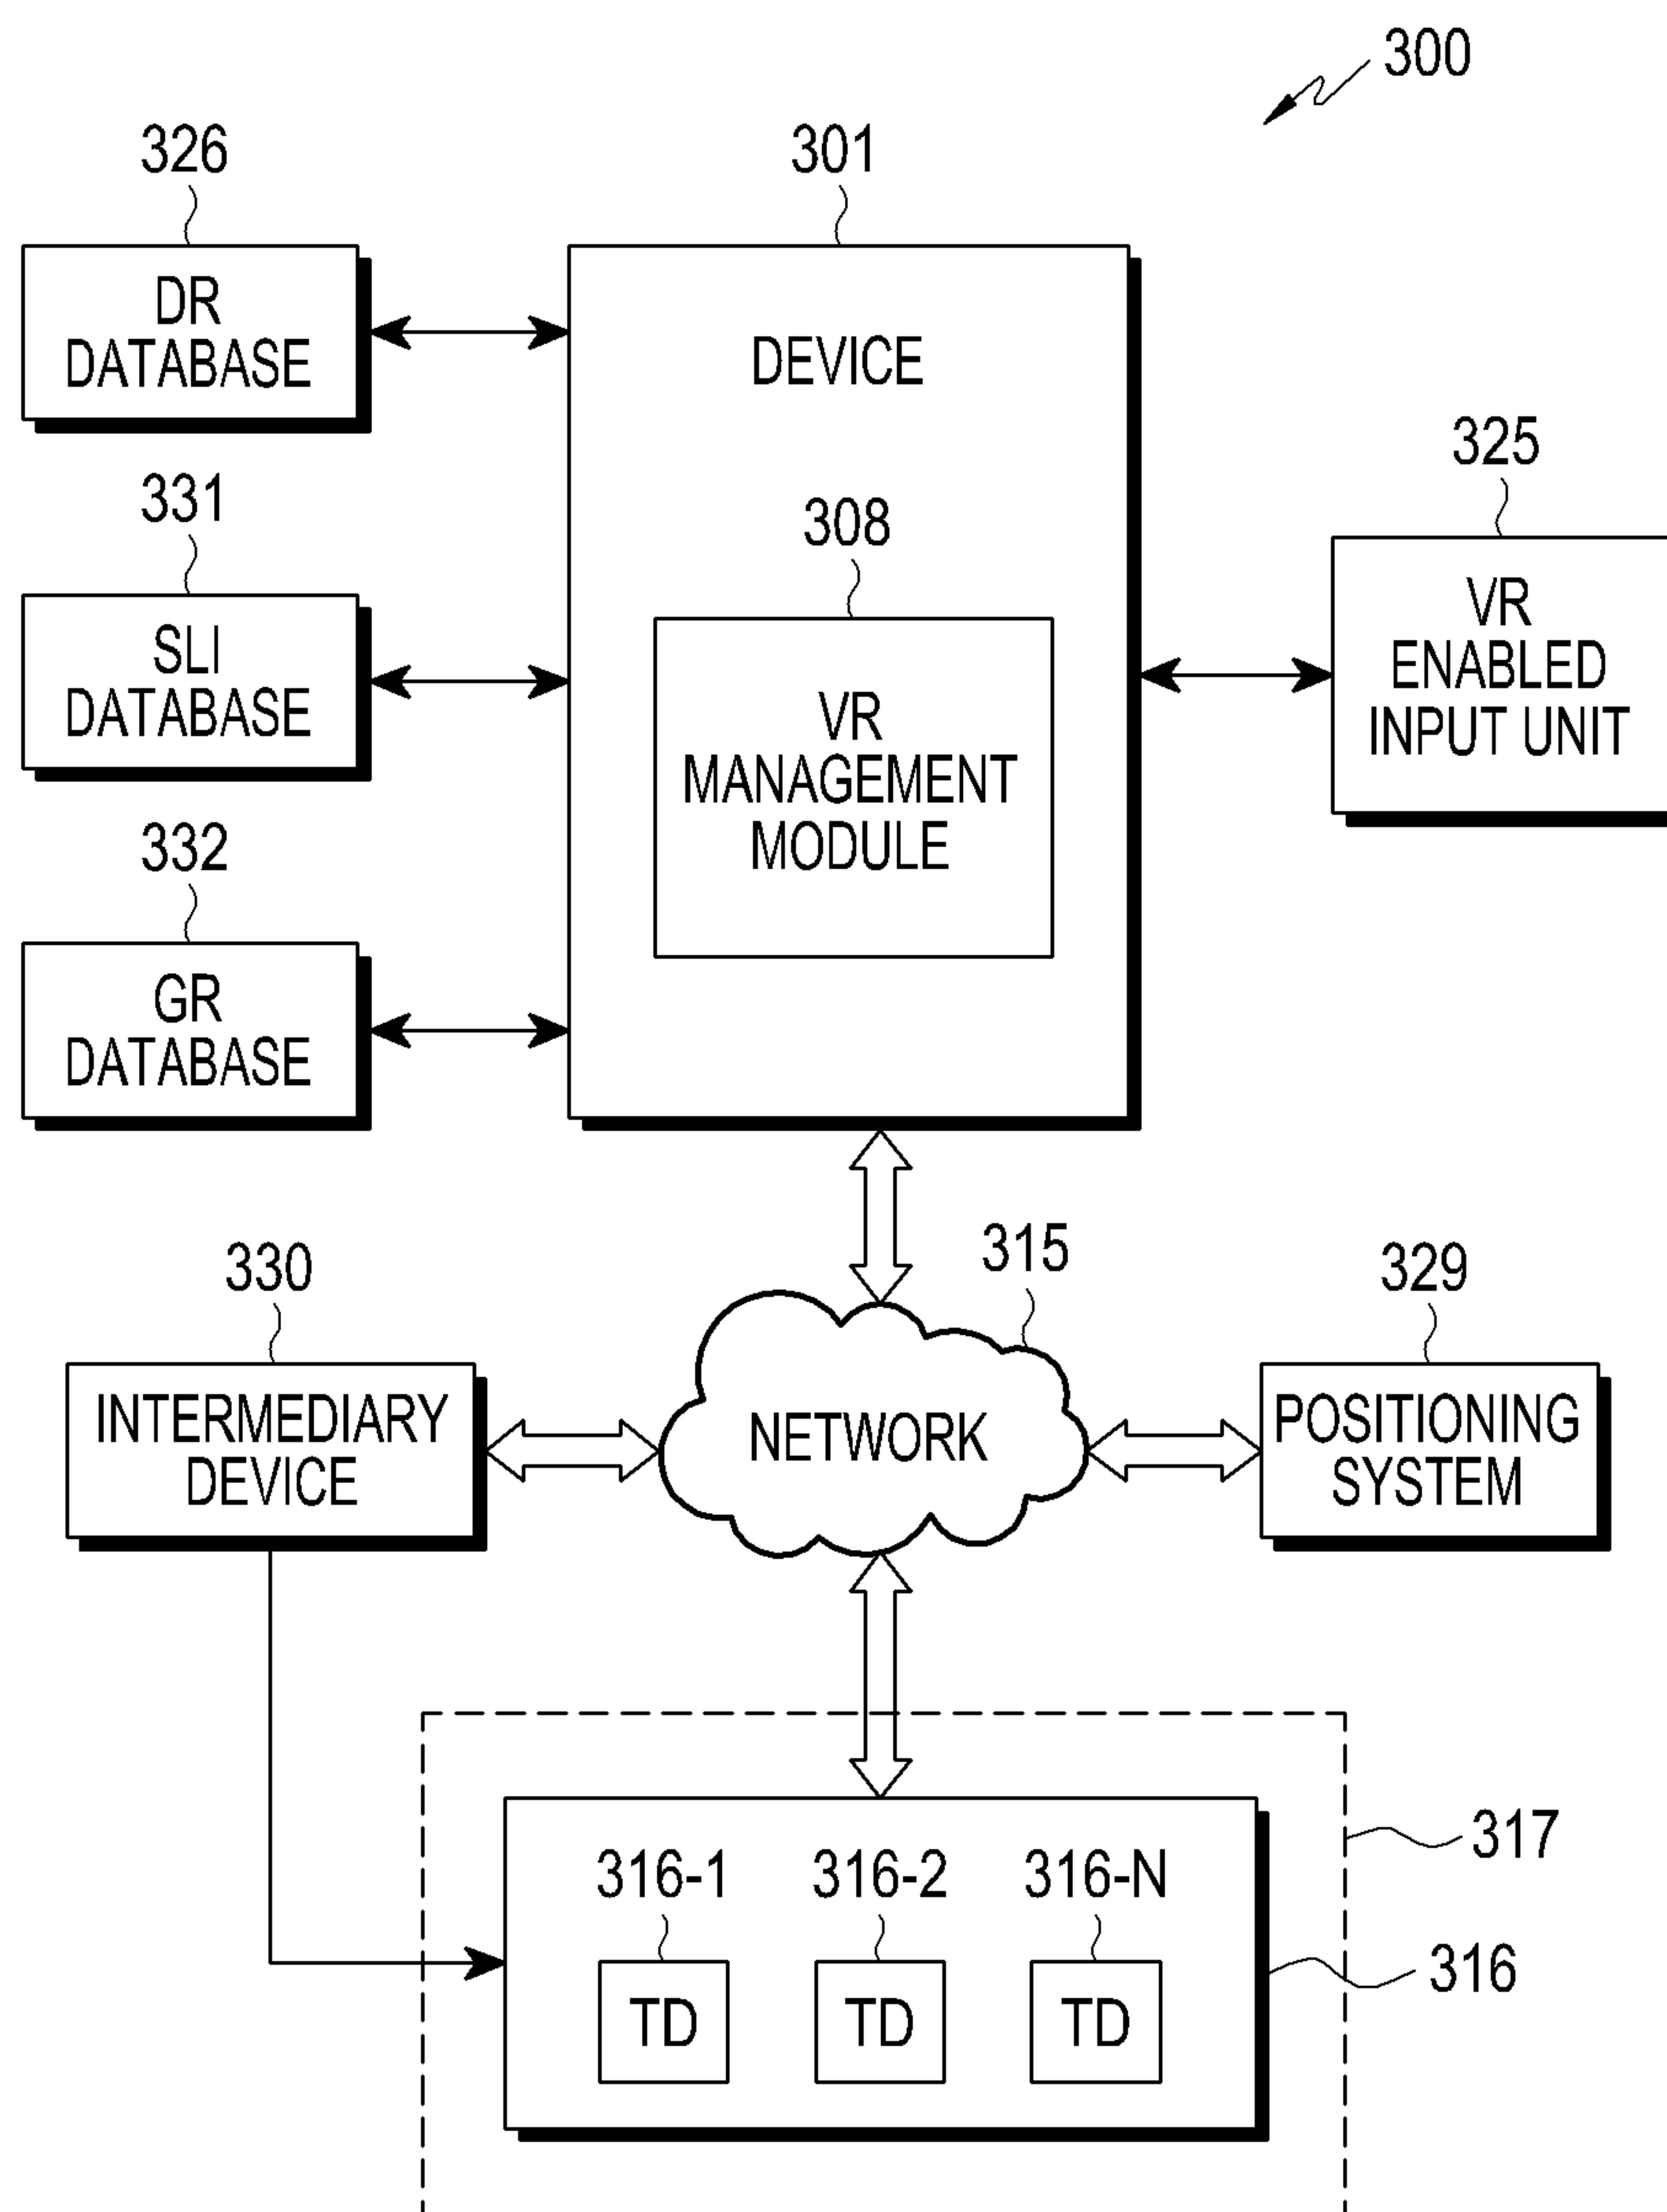 300
326
301
DR
DATABASE
DEVICE
325
331
308
VR
ENABLED
INPUT UNIT
SLI
DATABASE
VR
MANAGEMENT
MODULE
332
GR
DATABASE
315
330
329
INTERMEDIARY
DEVICE
NETWORK
POSITIONING
SYSTEM
317
316-1 316-2 316-N
316
TD TD TD